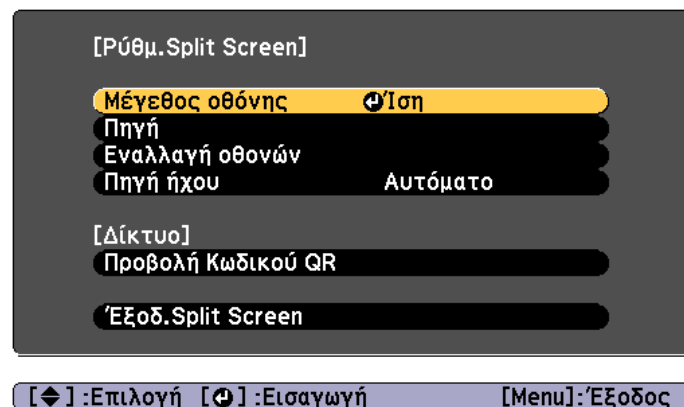 [Ρύθμ.Split Screen]
Μέγεθος οθόνης Ίση
Πηγή
Εναλλαγή οθονών
Πηγή ήχου Αυτόματο
[Δίκτυο]
Προβολή Κωδικού QR
Έξοδ.Split Screen
[◆]:Επιλογή [⏎]:Εισαγωγή [Menu]:Έξοδος